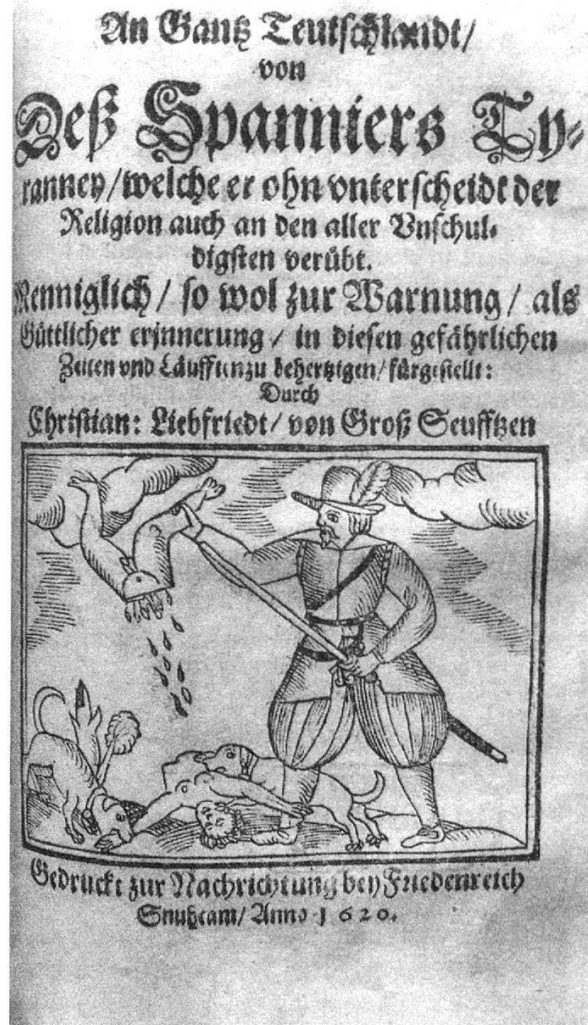 An Gantz Teutschlandt/
von
Deß Spanniers Ty-
ranney/welche er ohn vnterscheidt der
Religion auch an den aller Vnschul-
digsten verübt.
Menniglich/ so wol zur Warnung/ als
Güttlicher erjnnerung/ in diesen gefährlichen
Zeiten vnd Läufften zu behertzigen/ fürgestellt:
Durch
Christian: Liebfriedt/ von Groß Seufftzen
Gedruckt zur Nachrichtung bey Friedenreich
Anno 1620.